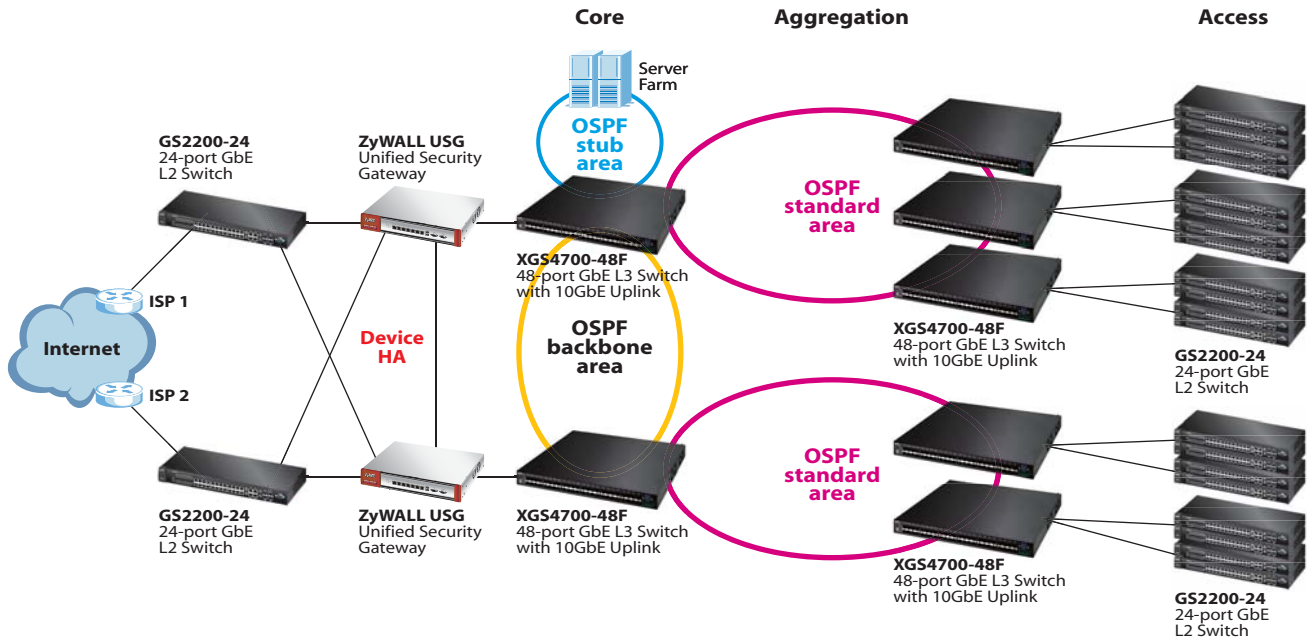 Core
Aggregation
Access
Server
Farm
OSPF
stub
area
GS2200-24
24-port GbE
L2 Switch
ZyWALL USG
Unified Security
Gateway
OSPF
standard
area
XGS4700-48F
48-port GbE L3 Switch
with 10GbE Uplink
XGS4700-48F
48-port GbE L3 Switch
with 10GbE Uplink
ISP 1
Internet
ISP 2
Device
HA
OSPF
backbone
area
GS2200-24
24-port GbE
L2 Switch
OSPF
standard
area
GS2200-24
24-port GbE
L2 Switch
ZyWALL USG
Unified Security
Gateway
XGS4700-48F
48-port GbE L3 Switch
with 10GbE Uplink
XGS4700-48F
48-port GbE L3 Switch
with 10GbE Uplink
GS2200-24
24-port GbE
L2 Switch